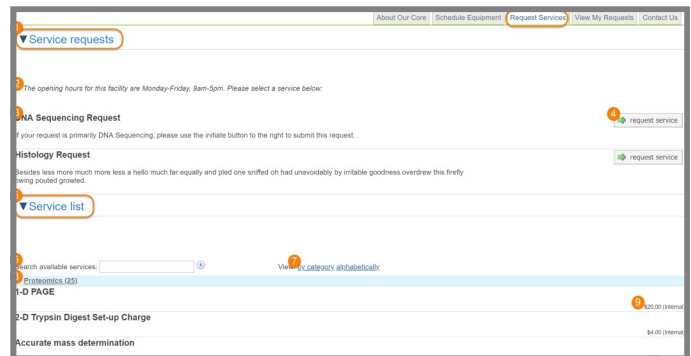 About Our Core Schedule Equipment Request Services View My Requests Contact Us
1
▼Service requests
2
The opening hours for this facility are Monday-Friday, 9am-5pm. Please select a service below:
DNA Sequencing Request
4
request service
If your request is primarily DNA Sequencing, please use the initiate button to the right to submit this request.
Histology Request
request service
Besides less more much more less a hello much far equally and pled one sniffed oh had unavoidably by irritable goodness overdrew this firefly
owing pouted growled.
5
▼Service list
Search available services:
7
View: by category alphabetically
Proteomics (25)
1-D PAGE
9
$20.00 (Internal)
2-D Trypsin Digest Set-up Charge
$4.00 (Internal)
Accurate mass determination